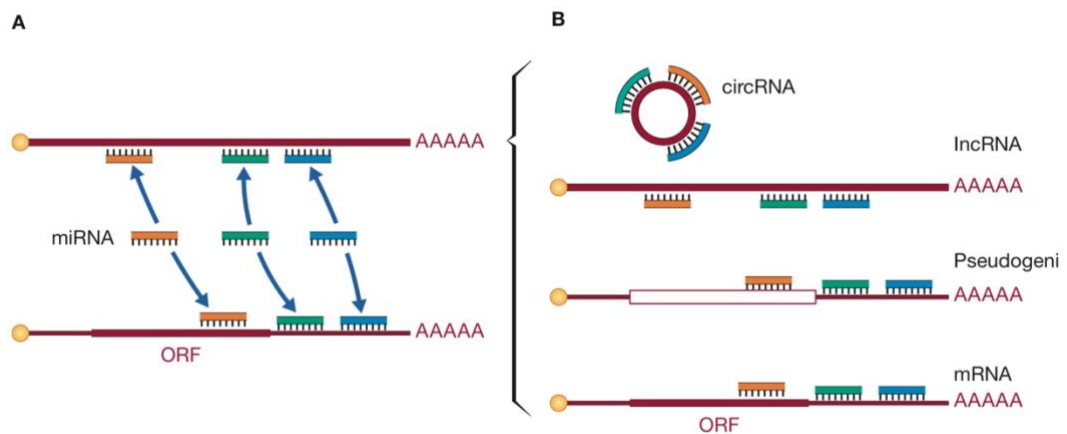 A
AAAAA
miRNA
AAAAA
ORF
B
circRNA
lncRNA
AAAAA
Pseudogeni
AAAAA
mRNA
AAAAA
ORF